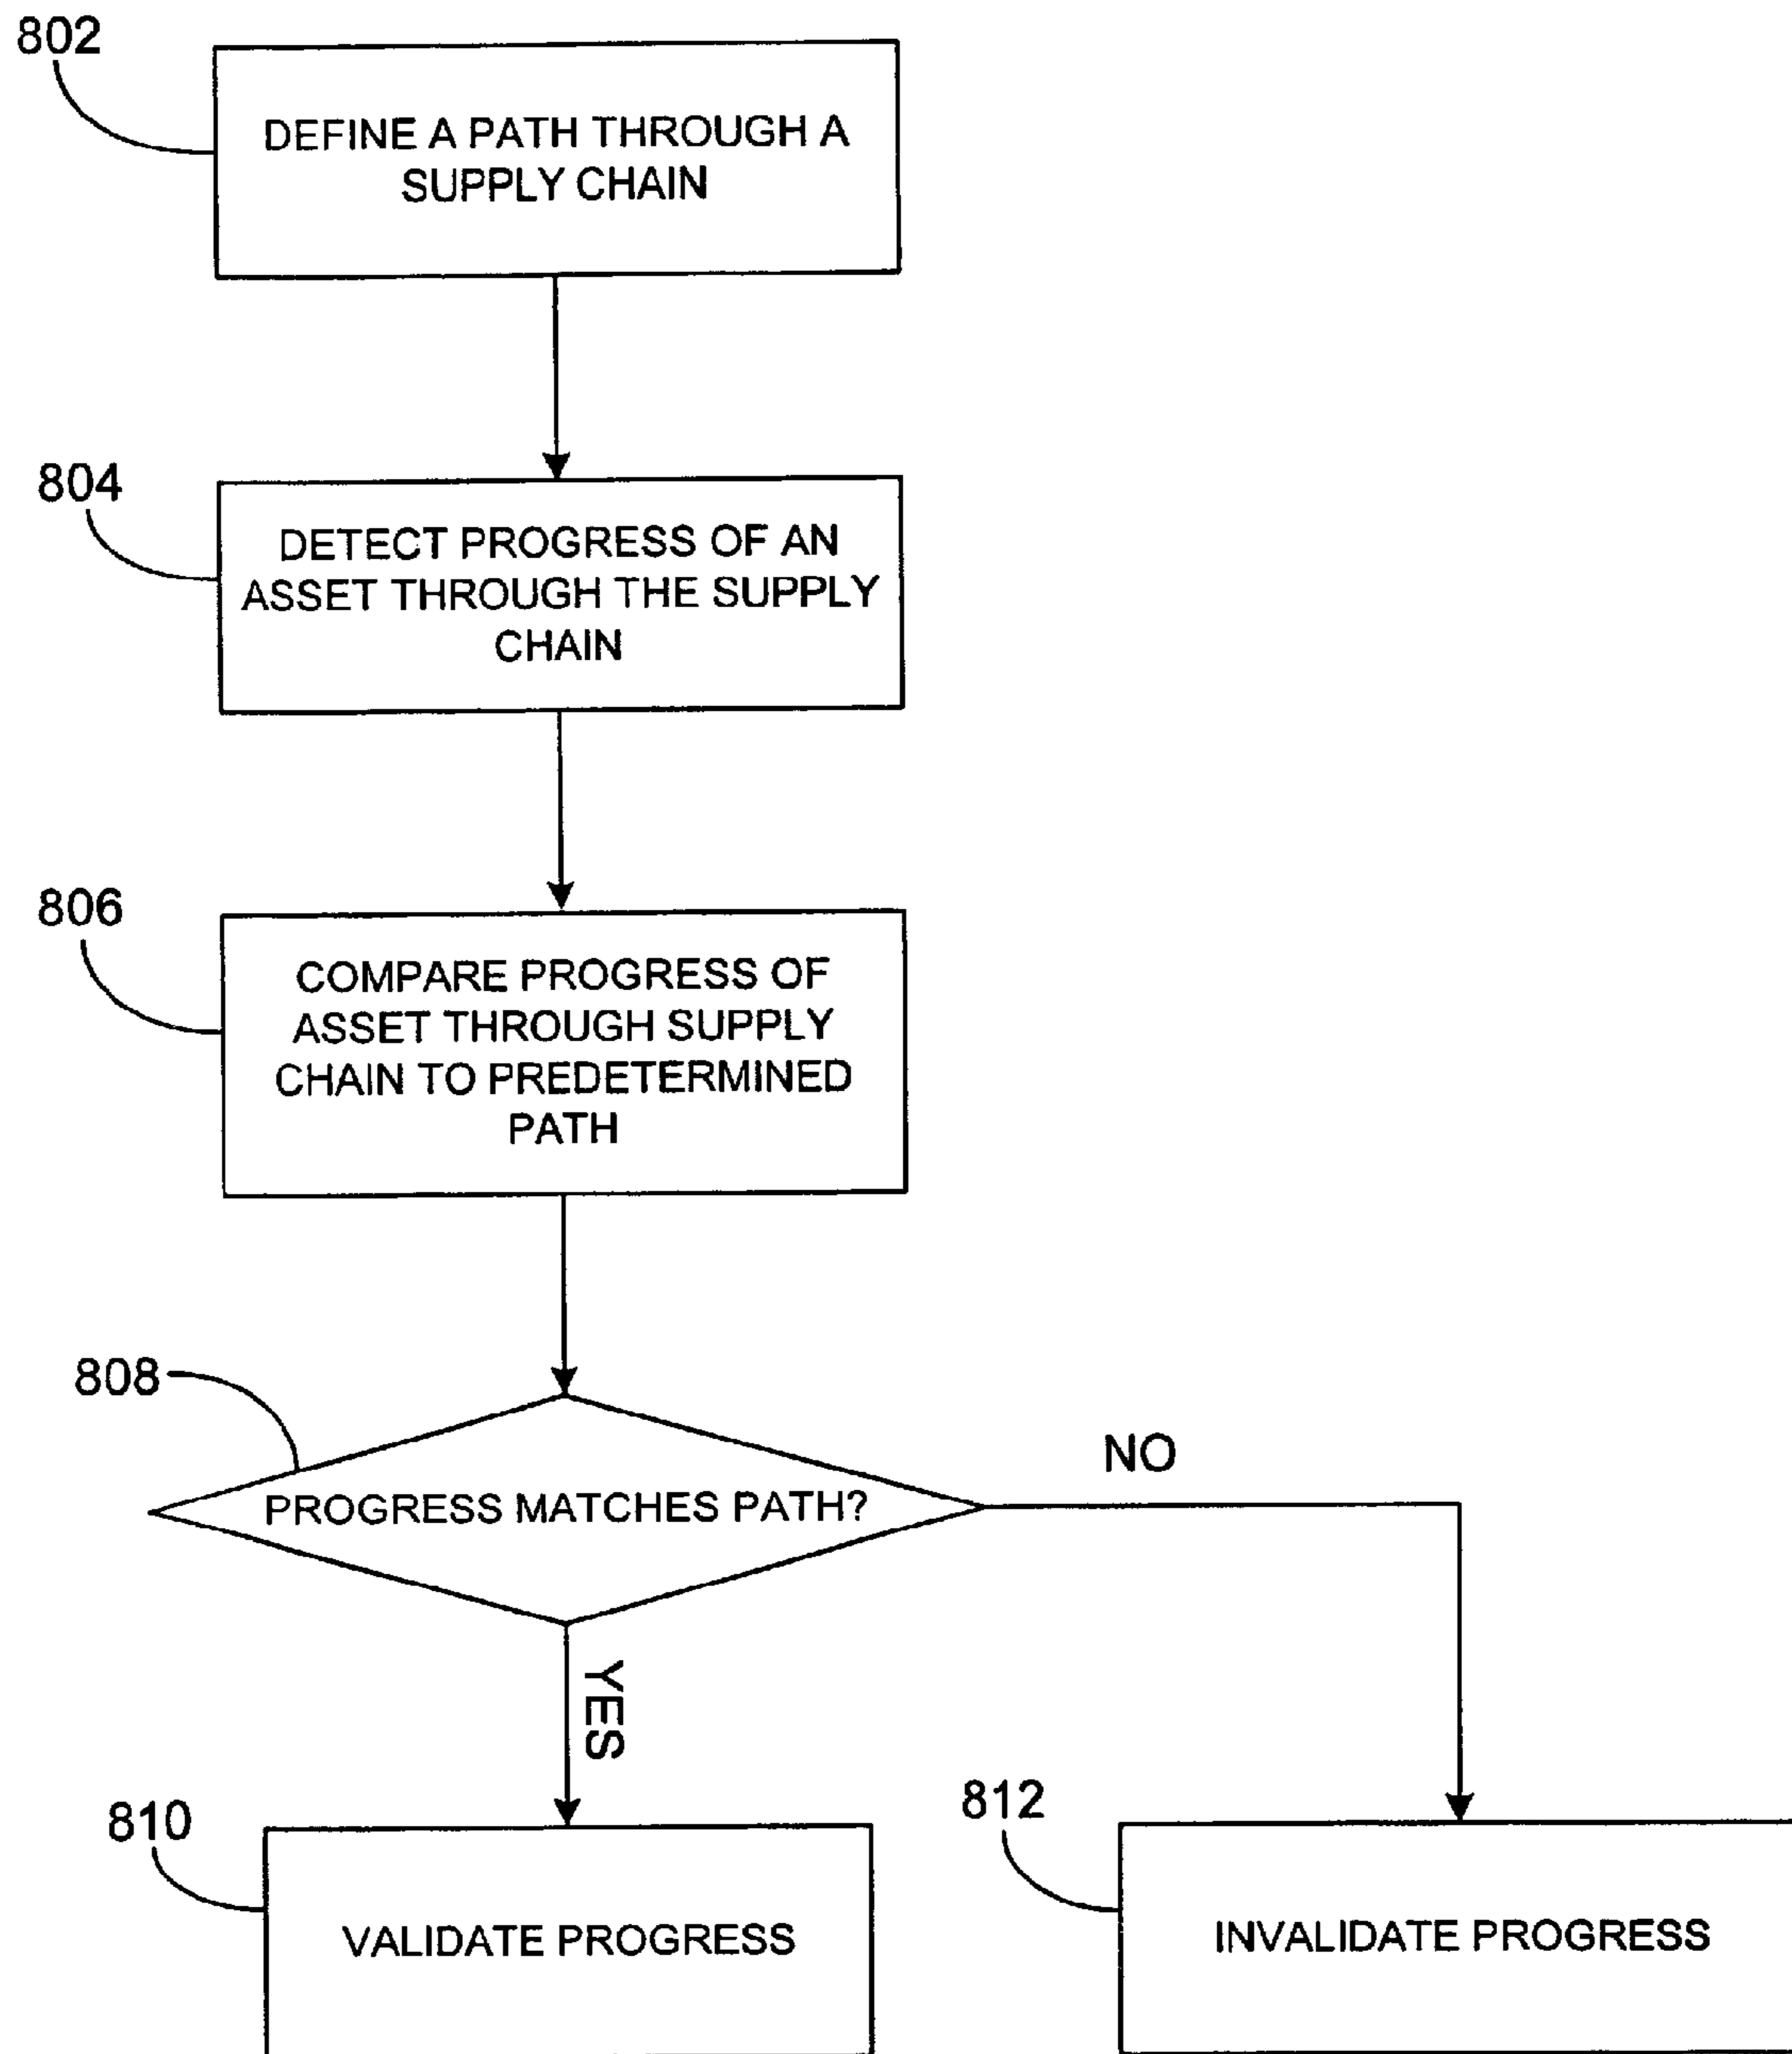 802
DEFINE A PATH THROUGH A
SUPPLY CHAIN
804
DETECT PROGRESS OF AN
ASSET THROUGH THE SUPPLY
CHAIN
806
COMPARE PROGRESS OF
ASSET THROUGH SUPPLY
CHAIN TO PREDETERMINED
PATH
808
PROGRESS MATCHES PATH?
NO
YES
810
VALIDATE PROGRESS
812
INVALIDATE PROGRESS